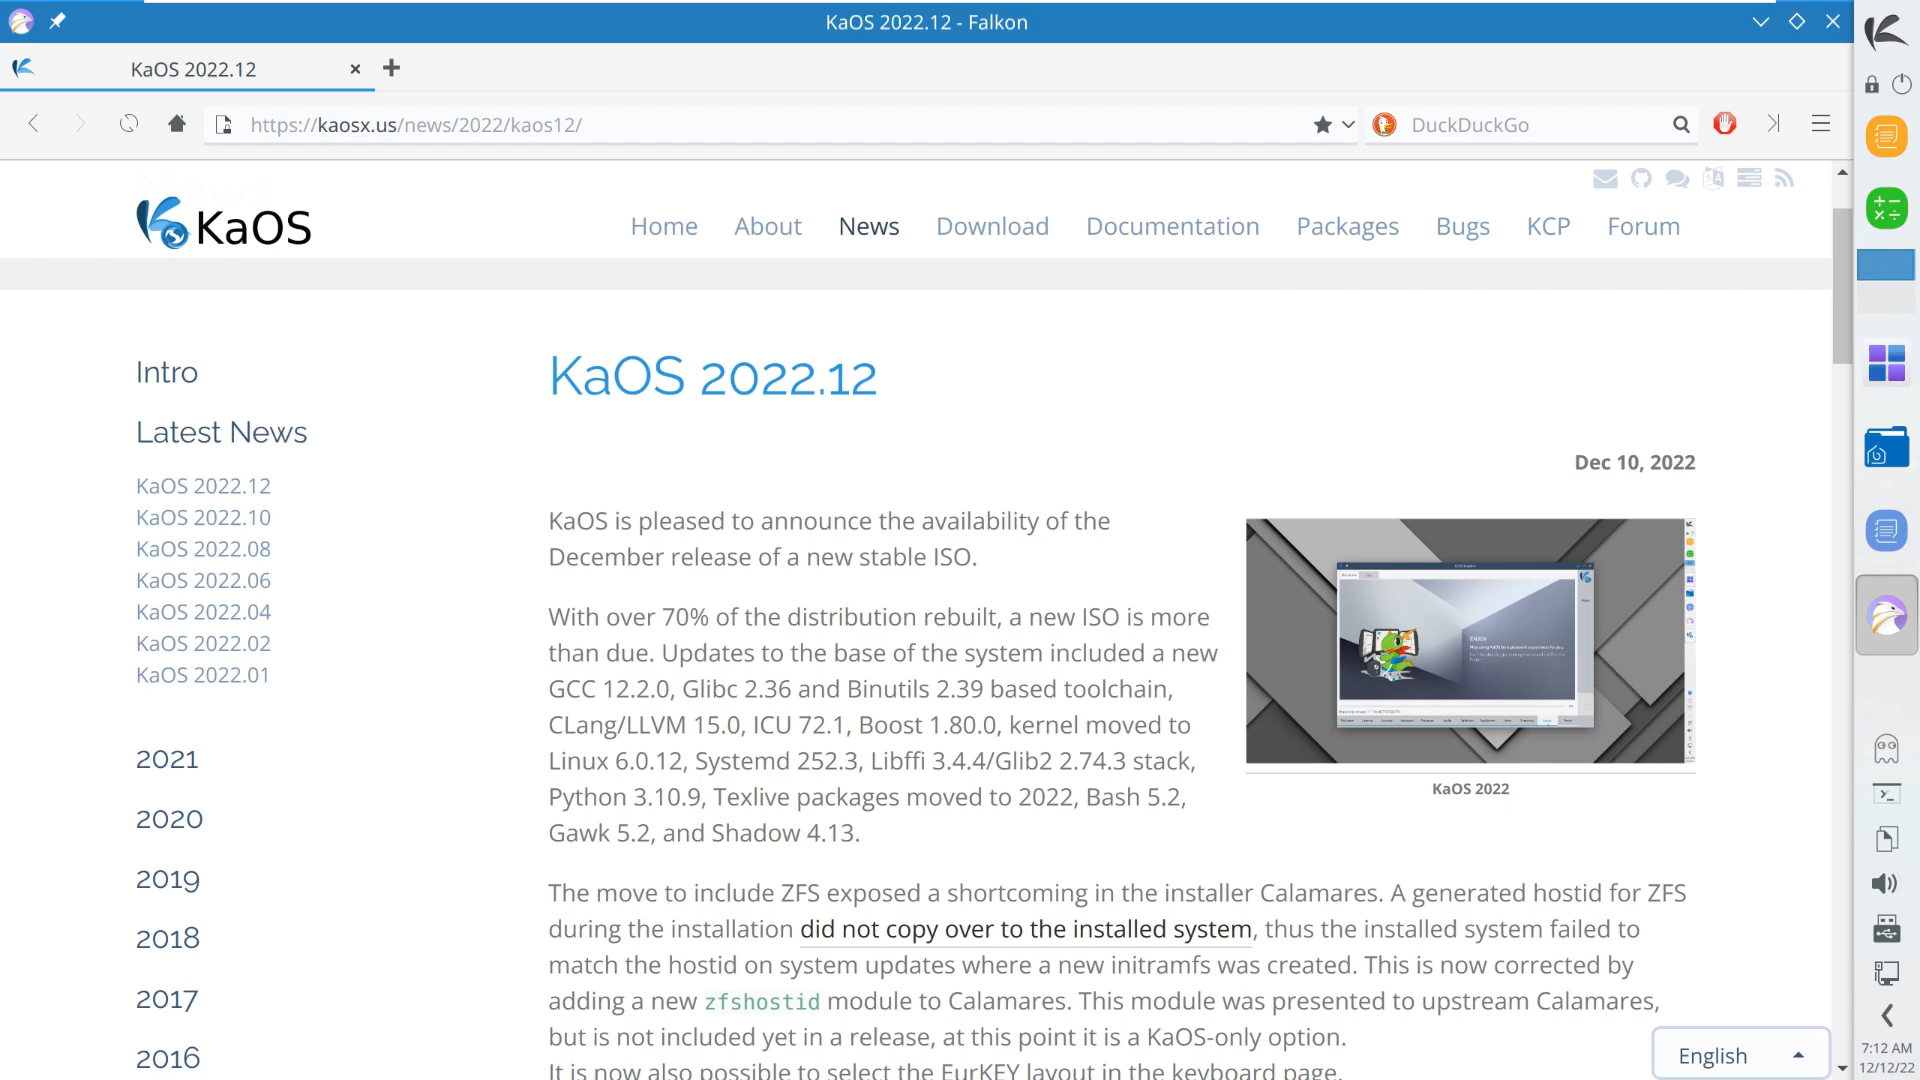 KaOS 2022.12 - Falkon
KaOS 2022.12
https://kaosx.us/news/2022/kaos12/
DuckDuckGo
KaOS
Home About News Download Documentation Packages Bugs KCP Forum
Intro
Latest News
KaOS 2022.12
KaOS 2022.10
KaOS 2022.08
KaOS 2022.06
KaOS 2022.04
KaOS 2022.02
KaOS 2022.01
2021
2020
2019
2018
2017
2016
KaOS 2022.12
Dec 10, 2022
KaOS is pleased to announce the availability of the
December release of a new stable ISO.
With over 70% of the distribution rebuilt, a new ISO is more
than due. Updates to the base of the system included a new
GCC 12.2.0, Glibc 2.36 and Binutils 2.39 based toolchain,
CLang/LLVM 15.0, ICU 72.1, Boost 1.80.0, kernel moved to
Linux 6.0.12, Systemd 252.3, Libffi 3.4.4/Glib2 2.74.3 stack,
Python 3.10.9, Texlive packages moved to 2022, Bash 5.2,
Gawk 5.2, and Shadow 4.13.
ENJOY
KaOS 2022
The move to include ZFS exposed a shortcoming in the installer Calamares. A generated hostid for ZFS
during the installation did not copy over to the installed system, thus the installed system failed to
match the hostid on system updates where a new initramfs was created. This is now corrected by
adding a new zfshostid module to Calamares. This module was presented to upstream Calamares,
but is not included yet in a release, at this point it is a KaOS-only option.
It is now also possible to select the EurKEY layout in the keyboard page.
English
7:12 AM
12/12/22